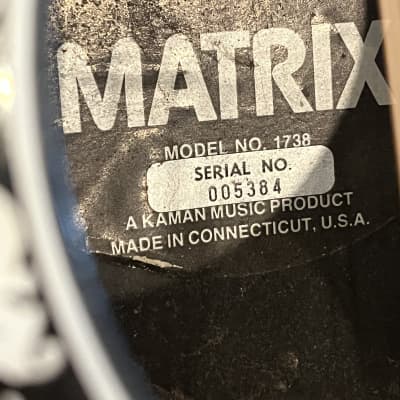 MATRIX
MODEL NO. 1738
SERIAL NO.
005384
A KAMAN MUSIC PRODUCT
MADE IN CONNECTICUT, U.S.A.